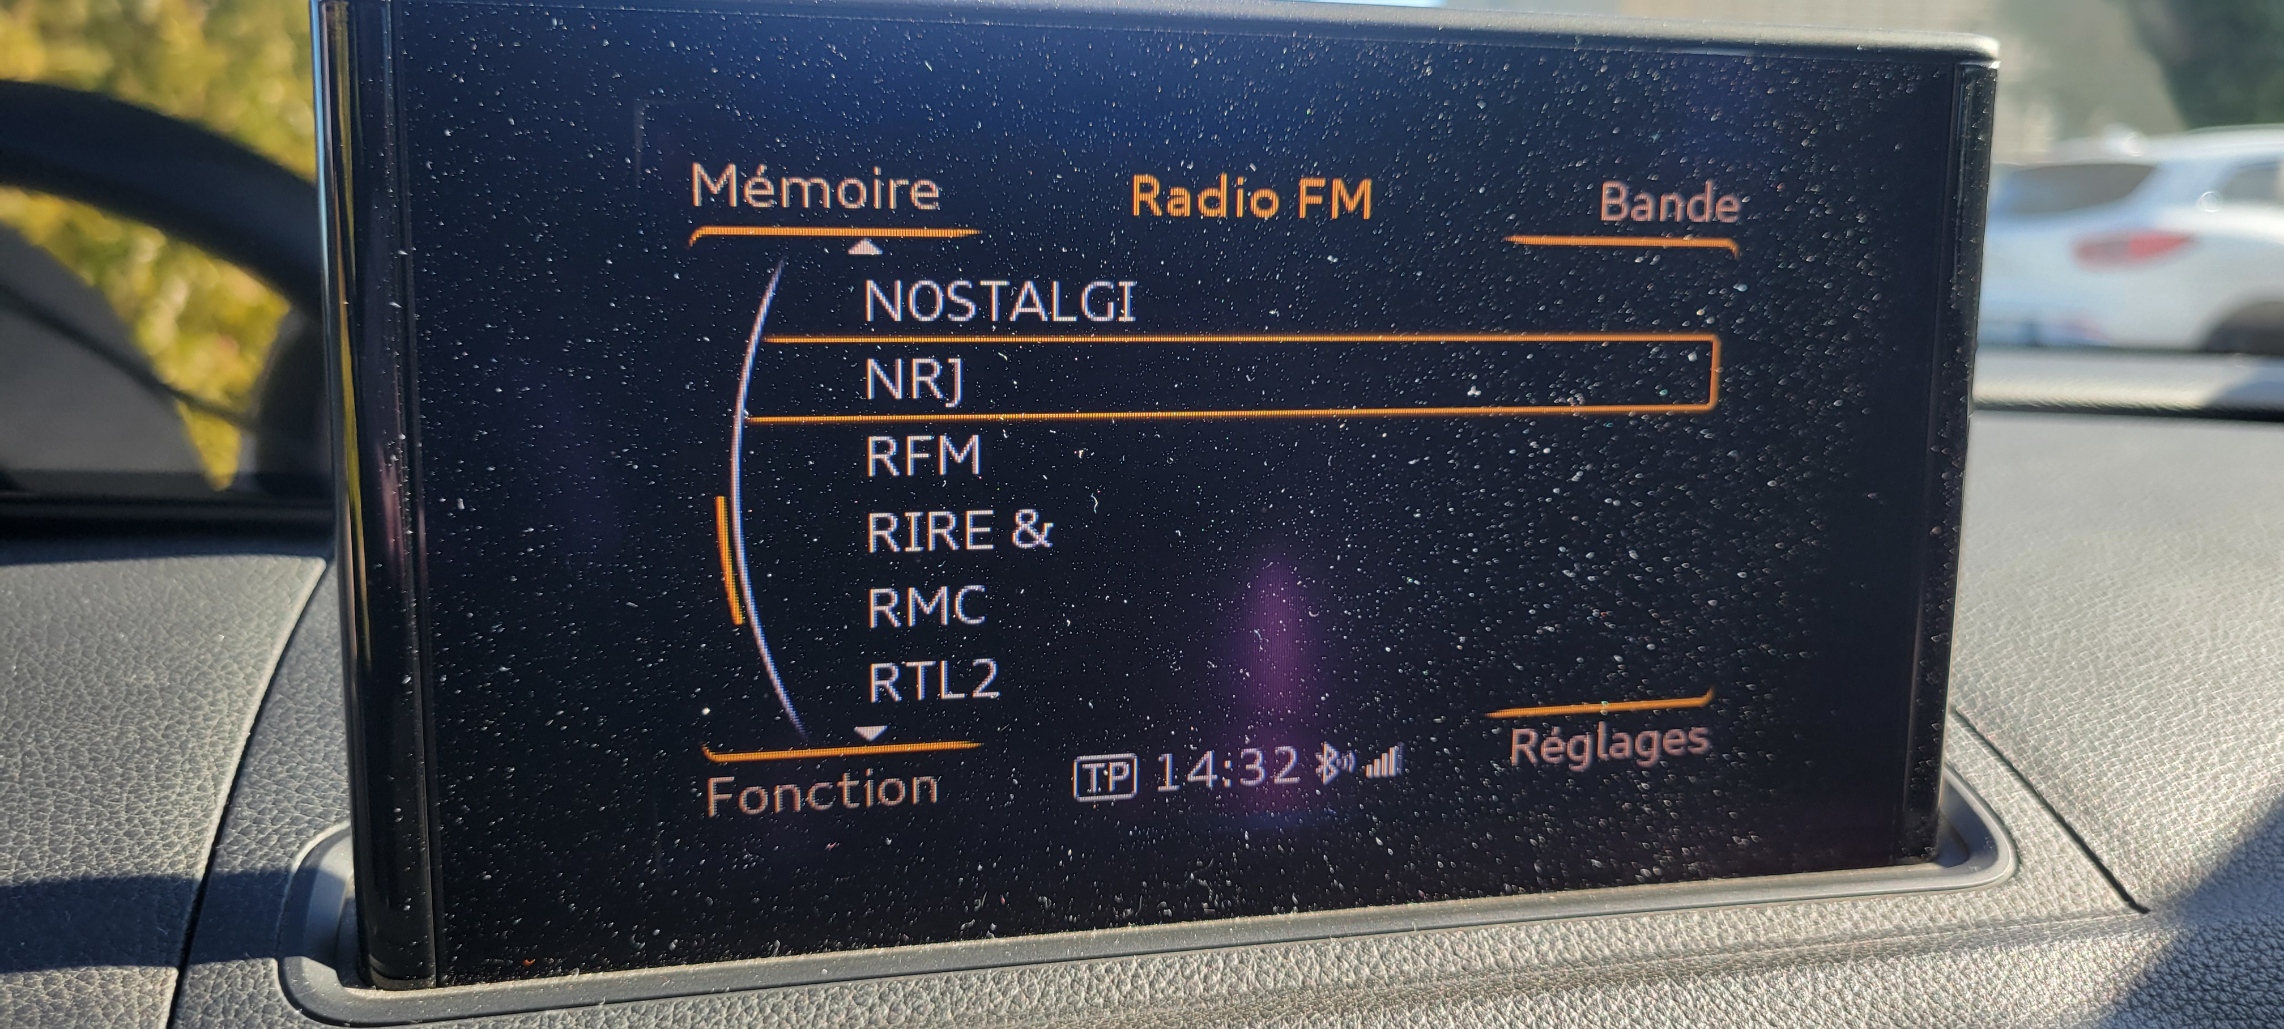 Mémoire Radio FM Bande
NOSTALGI
NRJ
RFM
RIRE &
RMC
RTL2
Réglages
Fonction TP 14:32